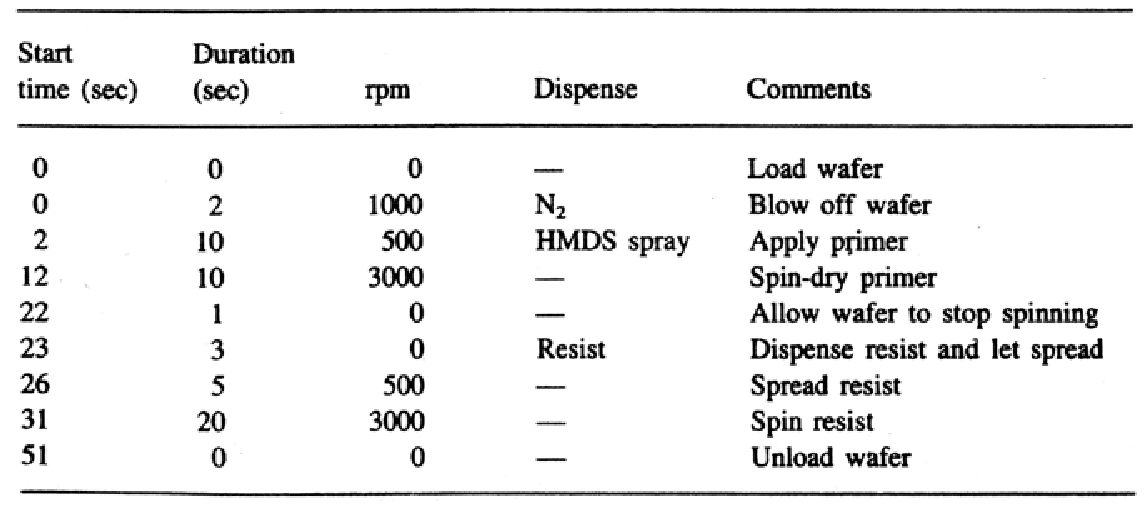 Start Duration
time (sec) (sec) rpm Dispense Comments
0 0 0 — Load wafer
0 2 1000 N₂ Blow off wafer
2 10 500 HMDS spray Apply primer
12 10 3000 — Spin-dry primer
22 1 0 — Allow wafer to stop spinning
23 3 0 Resist Dispense resist and let spread
26 5 500 — Spread resist
31 20 3000 — Spin resist
51 0 0 — Unload wafer